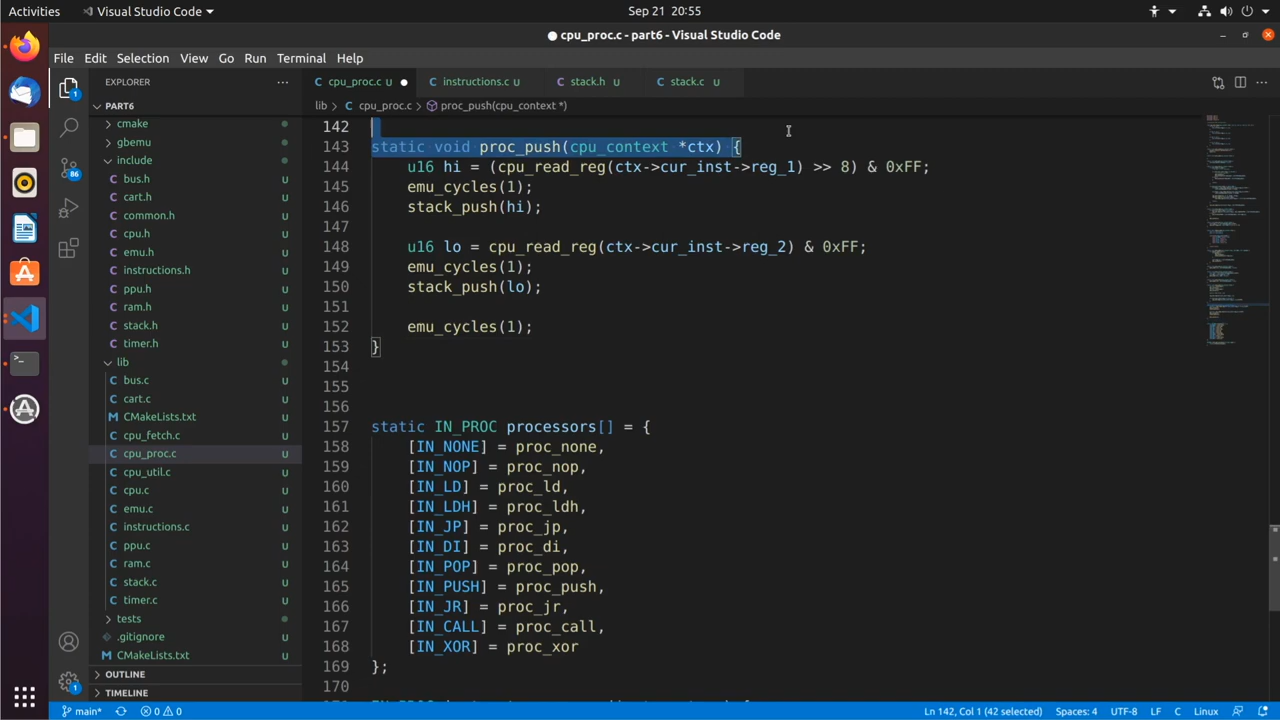 Activities
Visual Studio Code
Sep 21 20:55
cpu_proc.c - part6 - Visual Studio Code
File Edit Selection View Go Run Terminal Help
EXPLORER
cpu_proc.c U
instructions.c U
stack.h U
stack.c U
PART6
lib > cpu_proc.c > proc_push(cpu_context *)
cmake
gbemu
include
bus.h U
cart.h U
common.h U
cpu.h U
emu.h U
instructions.h U
ppu.h U
ram.h U
stack.h U
timer.h U
lib
bus.c U
cart.c U
CMakeLists.txt U
cpu_fetch.c U
cpu_proc.c U
cpu_util.c U
cpu.c U
emu.c U
instructions.c U
ppu.c U
ram.c U
stack.c U
timer.c U
tests
.gitignore U
CMakeLists.txt U
OUTLINE
TIMELINE
86
1
1
142
143 static void proc_push(cpu_context *ctx) {
144 u16 hi = (cpu_read_reg(ctx->cur_inst->reg_1) >> 8) & 0xFF;
145 emu_cycles(1);
146 stack_push(hi);
147
148 u16 lo = cpu_read_reg(ctx->cur_inst->reg_2) & 0xFF;
149 emu_cycles(1);
150 stack_push(lo);
151
152 emu_cycles(1);
153 }
154
155
156
157 static IN_PROC processors[] = {
158 [IN_NONE] = proc_none,
159 [IN_NOP] = proc_nop,
160 [IN_LD] = proc_ld,
161 [IN_LDH] = proc_ldh,
162 [IN_JP] = proc_jp,
163 [IN_DI] = proc_di,
164 [IN_POP] = proc_pop,
165 [IN_PUSH] = proc_push,
166 [IN_JR] = proc_jr,
167 [IN_CALL] = proc_call,
168 [IN_XOR] = proc_xor
169 };
170
main*
0 0
Ln 142, Col 1 (42 selected)
Spaces: 4
UTF-8
LF
C
Linux